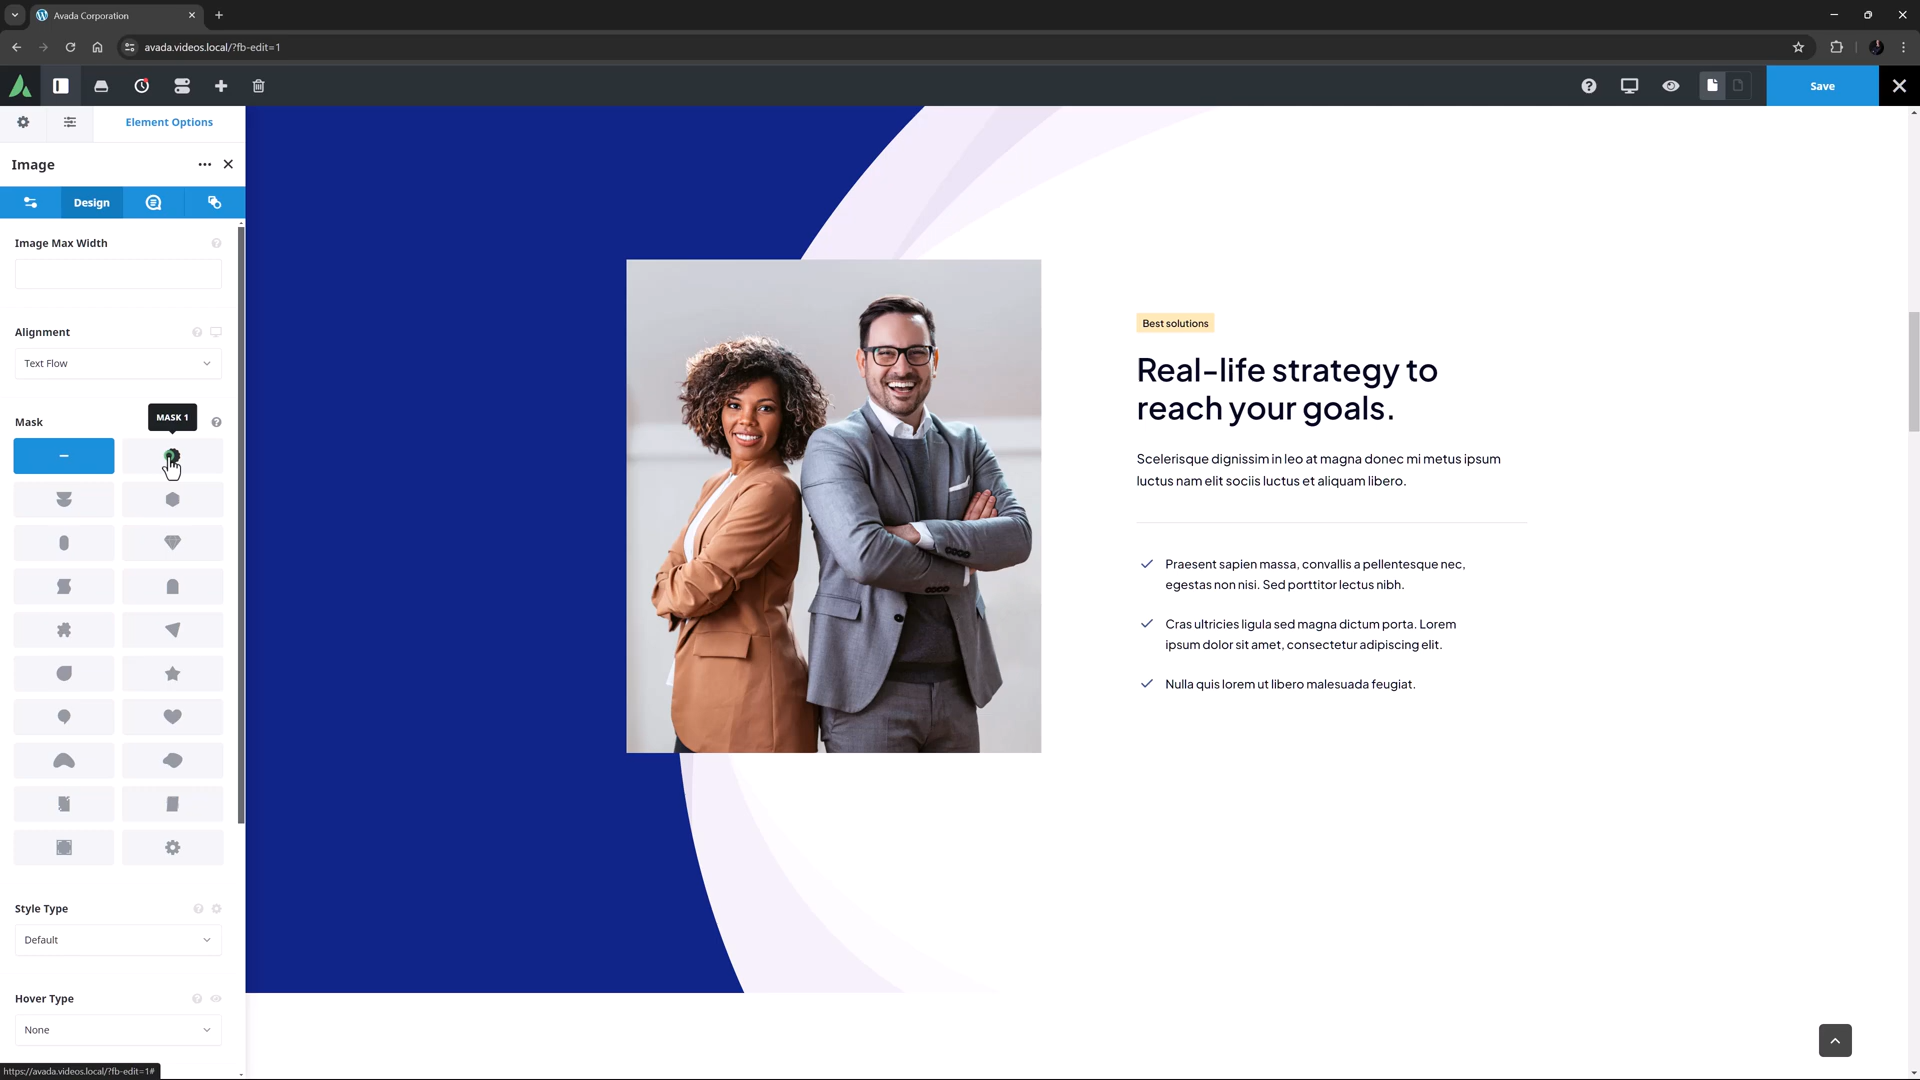 Avada Corporation
avada.videos.local/?fb-edit=1
Save
Element Options
Image
Design
Image Max Width
Alignment
Text Flow
Mask
MASK 1
Style Type
Default
Hover Type
None
https://avada.videos.local/?fb-edit=1#
Best solutions
Real-life strategy to
reach your goals.
Scelerisque dignissim in leo at magna donec mi metus ipsum
luctus nam elit sociis luctus et aliquam libero.
Praesent sapien massa, convallis a pellentesque nec,
egestas non nisi. Sed porttitor lectus nibh.
Cras ultricies ligula sed magna dictum porta. Lorem
ipsum dolor sit amet, consectetur adipiscing elit.
Nulla quis lorem ut libero malesuada feugiat.